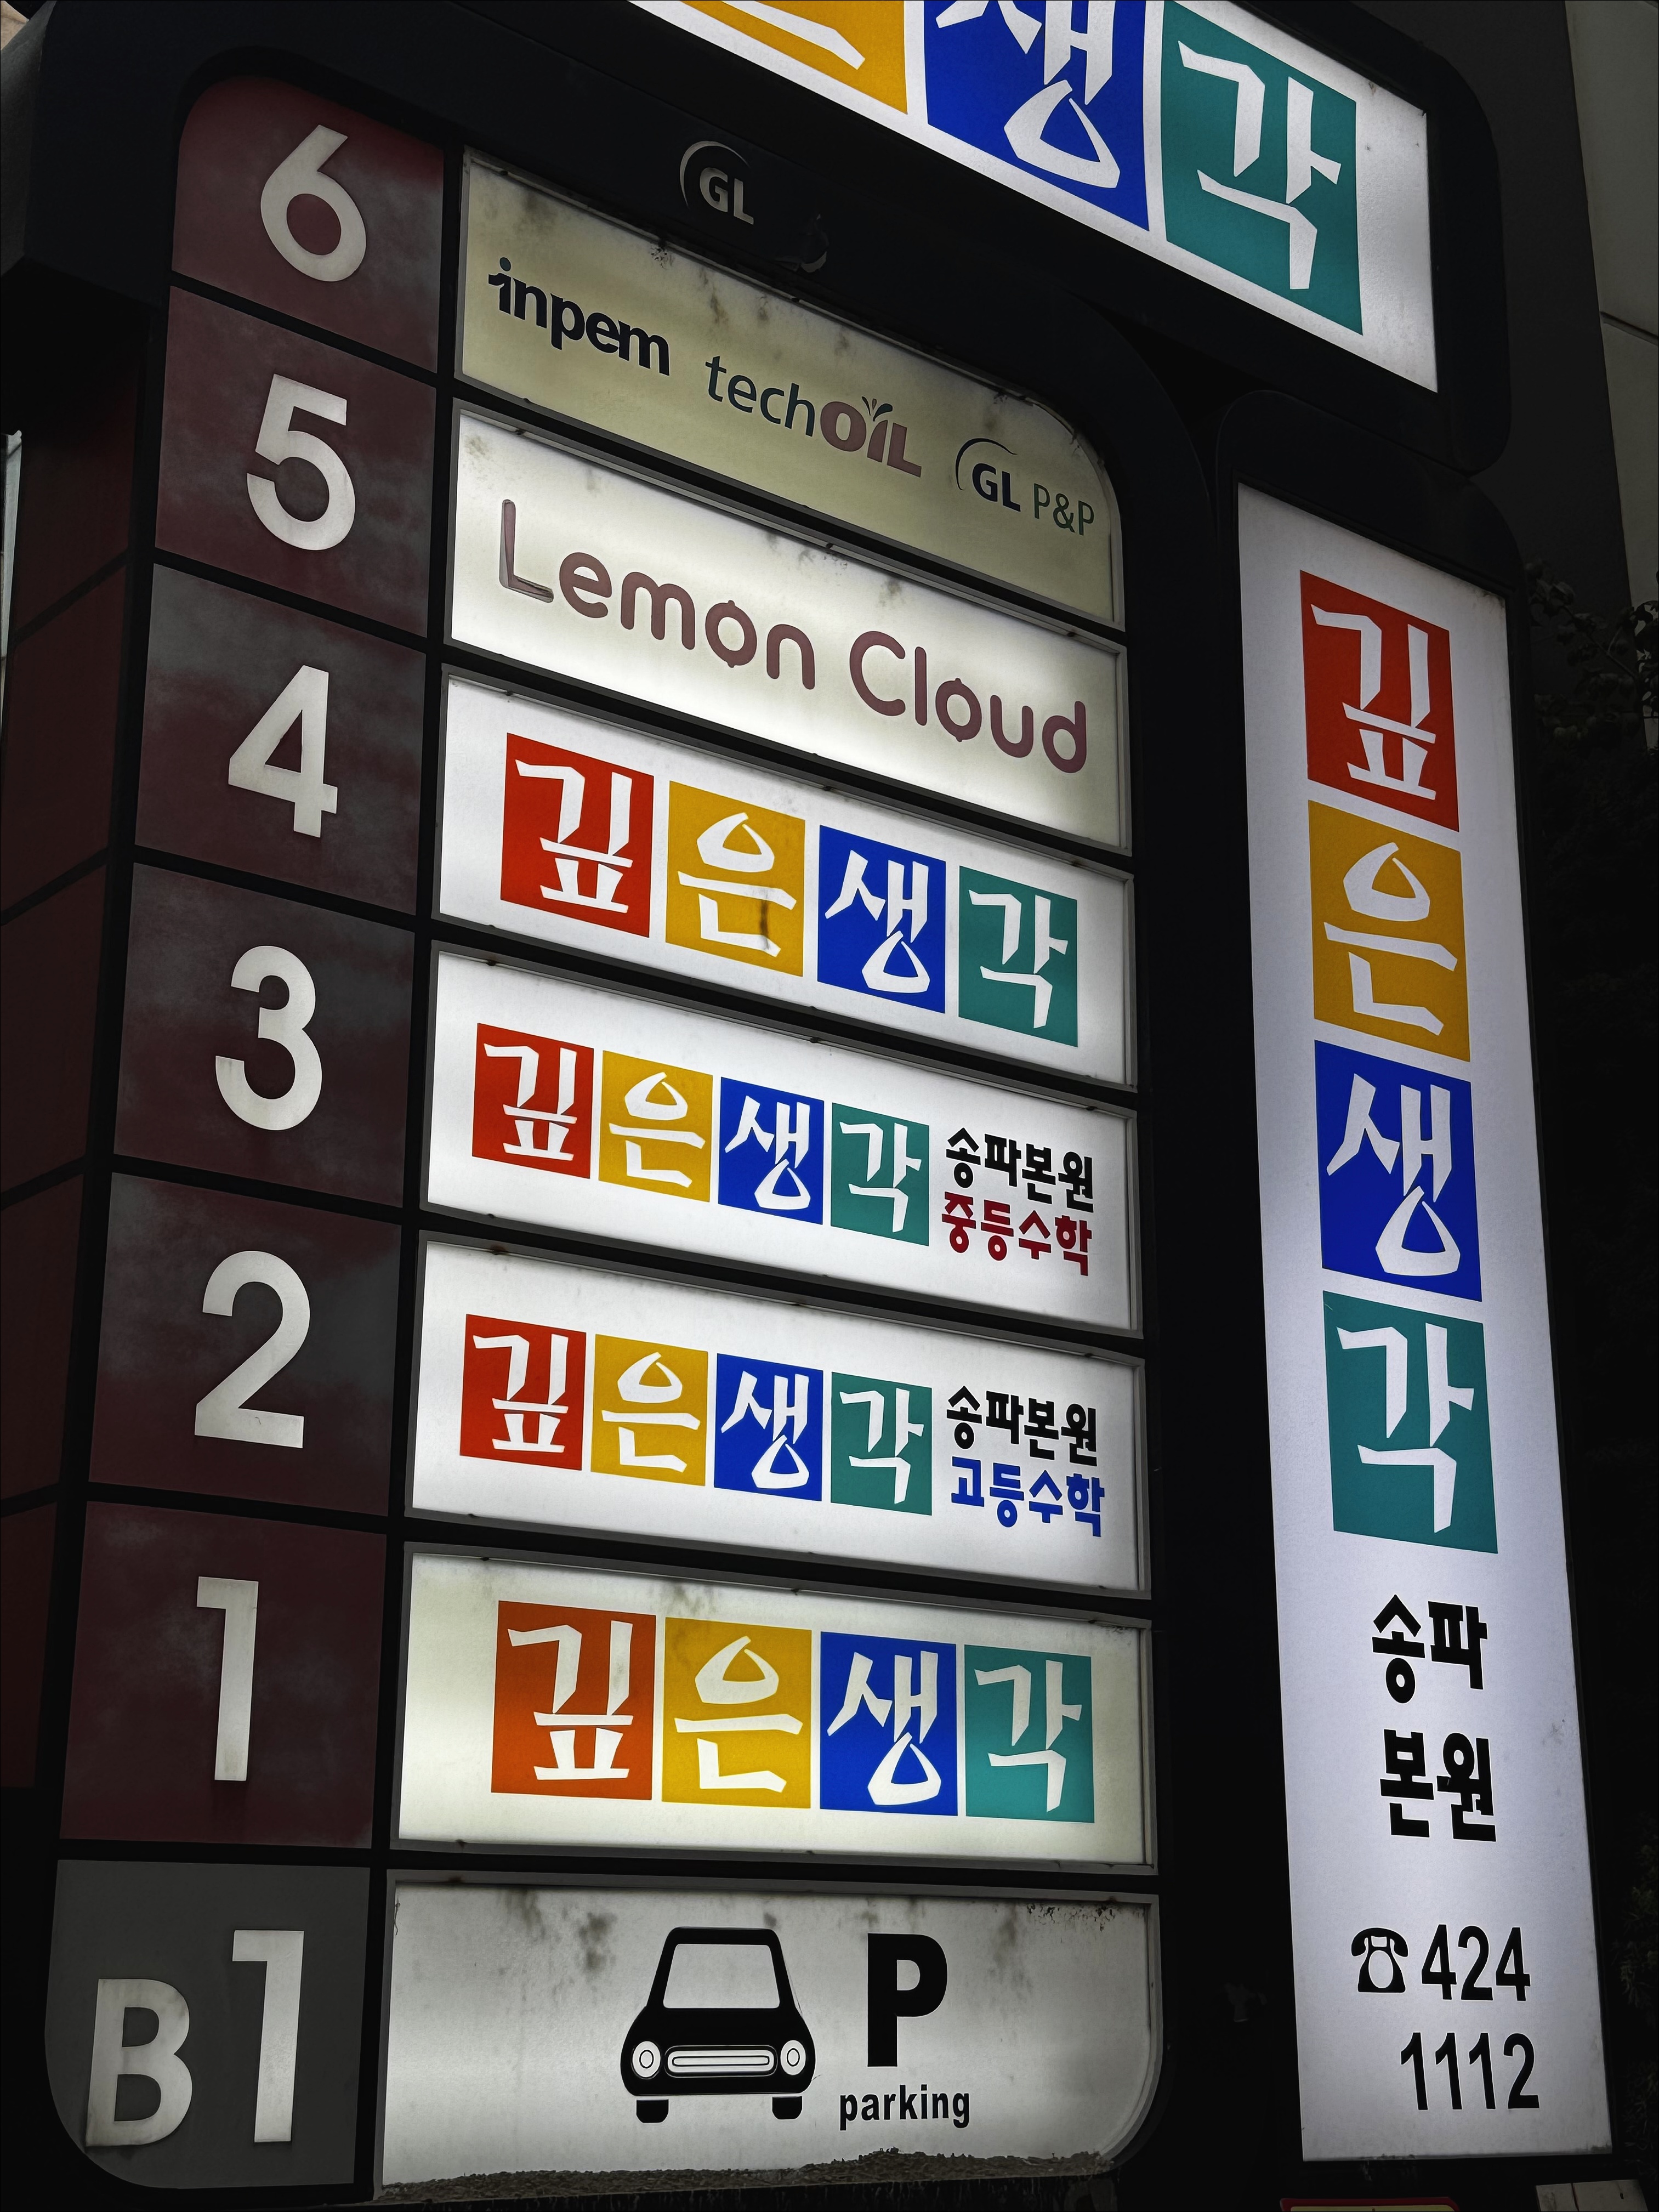 생각
GL
6
inpem techOIL GL P&P
5
Lemon Cloud
4
깊은생각
3
깊은생각 송파본원
중등수학
2
깊은생각 송파본원
고등수학
1
깊은생각
B1
P
parking
깊
은
생
각
송파
본원
☎424
1112